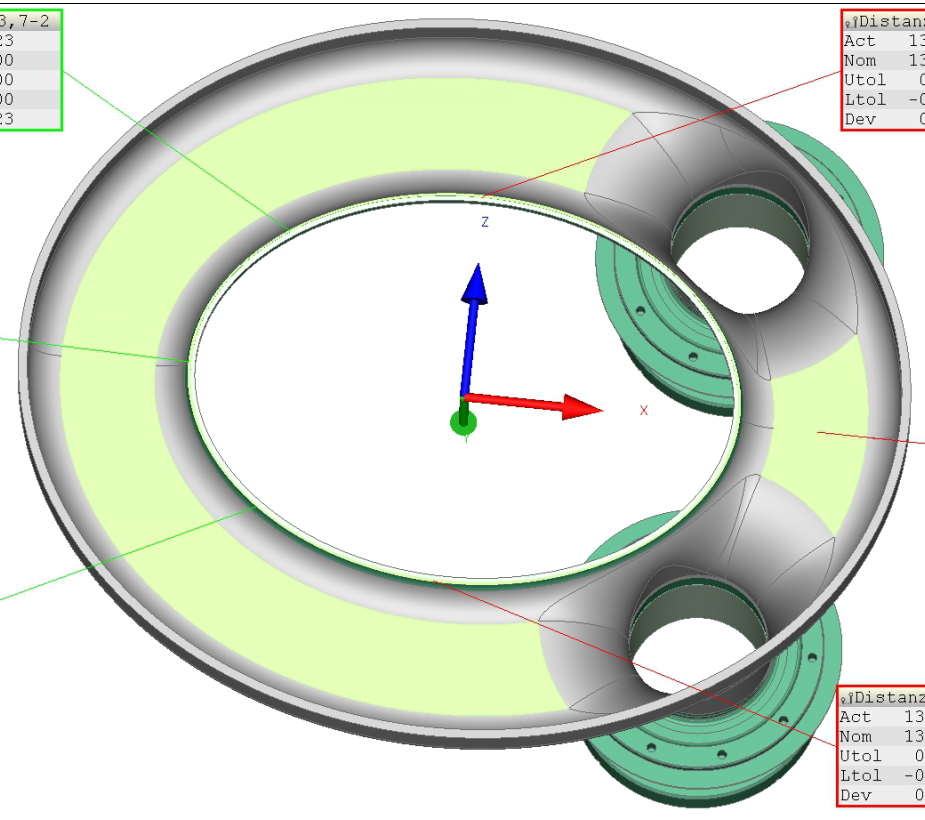 3,7-2
23
00
00
00
23
Distanz
Act 13
Nom 13
Utol 0
Ltol -0
Dev 0
Z
X
Y
Distanz
Act 13
Nom 13
Utol 0
Ltol -0
Dev 0